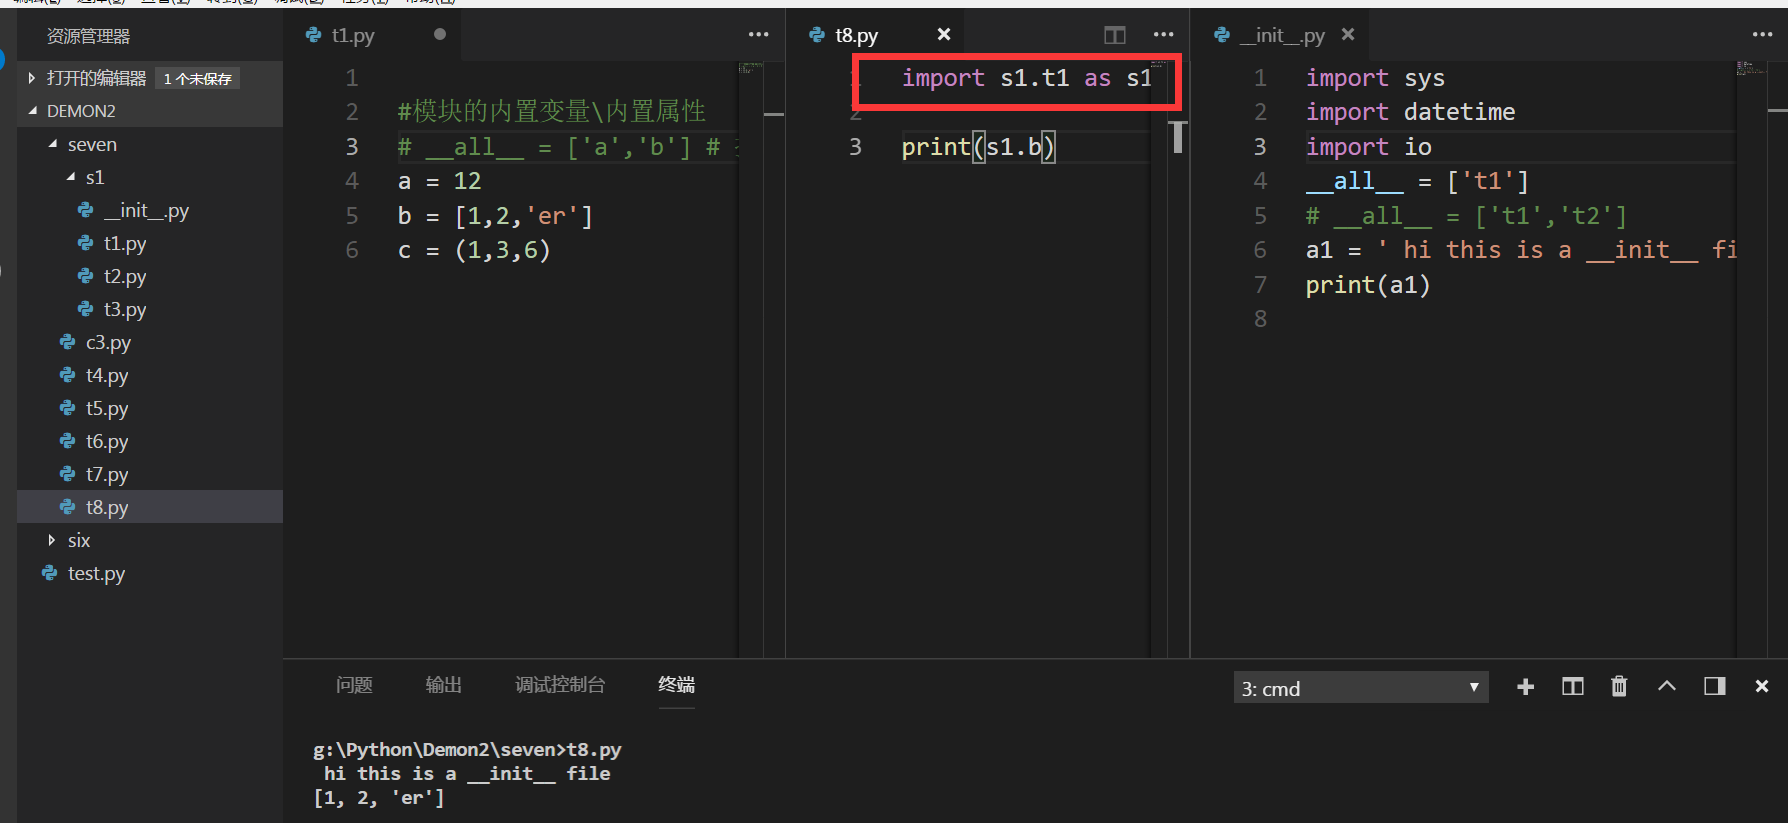 资源管理器
打开的编辑器 1 个未保存
DEMON2
seven
s1
__init__.py
t1.py
t2.py
t3.py
c3.py
t4.py
t5.py
t6.py
t7.py
t8.py
six
test.py
t1.py
1
2 #模块的内置变量\内置属性
3 # __all__ = ['a','b'] #
4 a = 12
5 b = [1,2,'er']
6 c = (1,3,6)
t8.py
import s1.t1 as s1
2
3 print(s1.b)
__init__.py
1 import sys
2 import datetime
3 import io
4 __all__ = ['t1']
5 # __all__ = ['t1','t2']
6 a1 = ' hi this is a __init__ fi
7 print(a1)
8
问题 输出 调试控制台 终端
3: cmd
g:\Python\Demon2\seven>t8.py
hi this is a __init__ file
[1, 2, 'er']